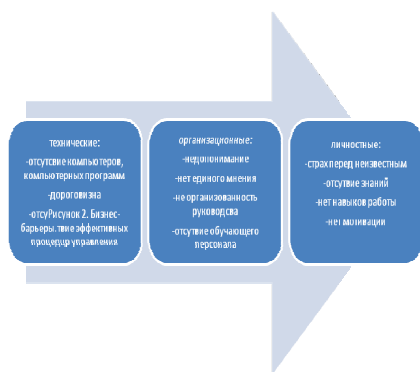 технические:
-отсутсвие компьютеров,
компьютерных программ
-дороговизна
-отсуРисунок 2. Бизнес-
барьеры.твие эффективных
процедур управления
организационные:
-недопонимание
-нет единого мнения
-не организованность
руководсва
-отсутвие обучающего
персонала
личностные:
-страх перед неизвестным
-отсутвие знаний
-нет навыков работы
-нет мотивации